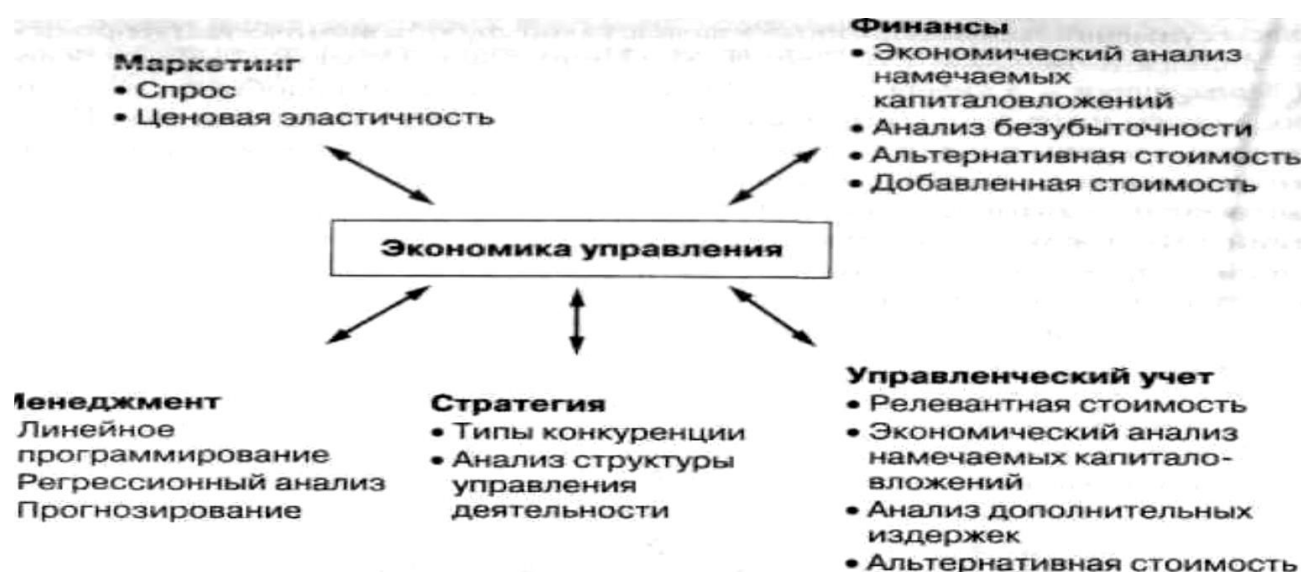 Маркетинг
• Спрос
• Ценовая эластичность
Финансы
• Экономический анализ
намечаемых
капиталовложений
• Анализ безубыточности
• Альтернативная стоимость
• Добавленная стоимость
Экономика управления
енеджмент
Линейное
программирование
Регрессионный анализ
Прогнозирование
Стратегия
• Типы конкуренции
• Анализ структуры
управления
деятельности
Управленческий учет
• Релевантная стоимость
• Экономический анализ
намечаемых капитало-
вложений
• Анализ дополнительных
издержек
• Альтернативная стоимость